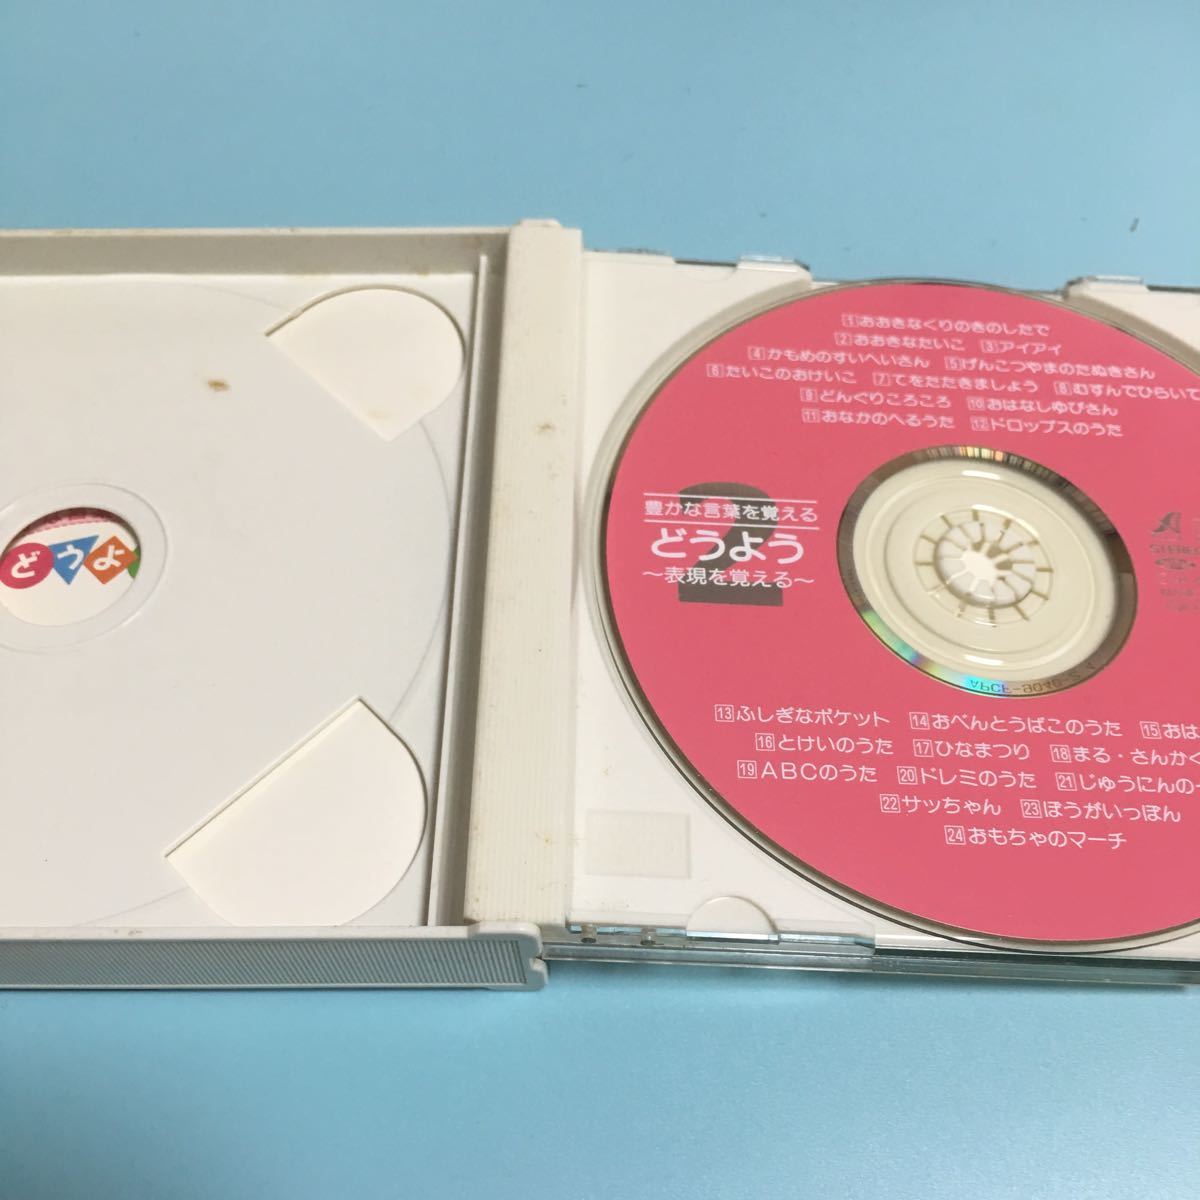 1おおきなくりのきのしたで
2おおきなたいこ 3アイアイ
4かもめのすいへいさん 5げんこつやまのたぬきさん
6たいこのおけいこ 7てをたたきましょう 8むすんでひらいて
9どんぐりころころ 10おはなしゆびさん
11おなかのへるうた 12ドロップスのうた
2
豊かな言葉を覚える
どうよう
〜表現を覚える〜
STEREO
どうよ
13ふしぎなポケット 14おべんとうばこのうた 15おは
16とけいのうた 17ひなまつり 18まる・さんかく
19ABCのうた 20ドレミのうた 21じゅうにんの
22サッちゃん 23ぼうがいっぽん
24おもちゃのマーチ